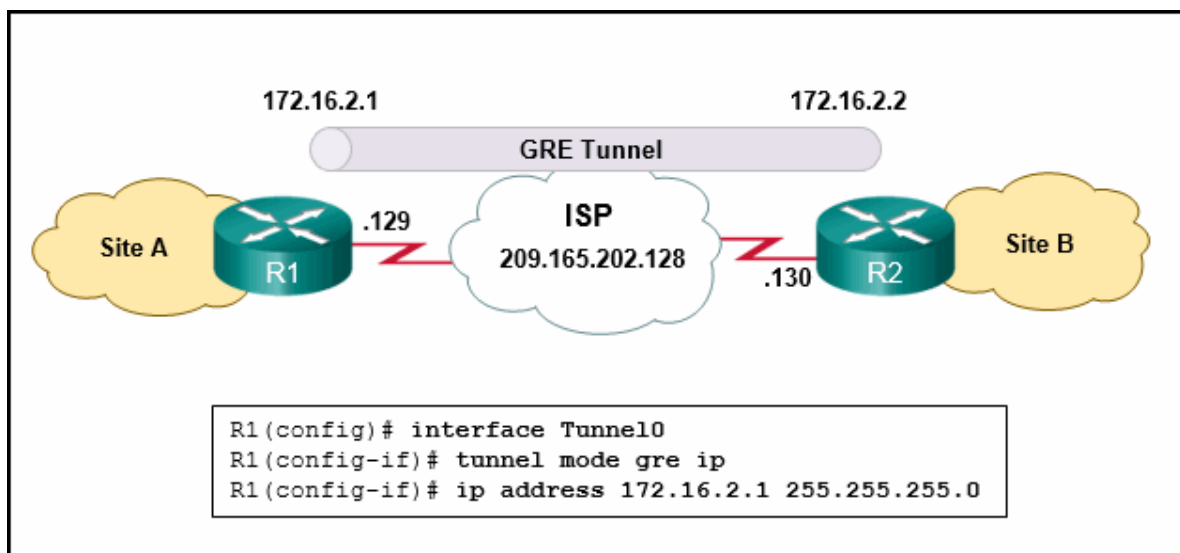 172.16.2.1
172.16.2.2
GRE Tunnel
Site A
R1
.129
ISP
209.165.202.128
.130
R2
Site B
R1(config)# interface Tunnel0
R1(config-if)# tunnel mode gre ip
R1(config-if)# ip address 172.16.2.1 255.255.255.0